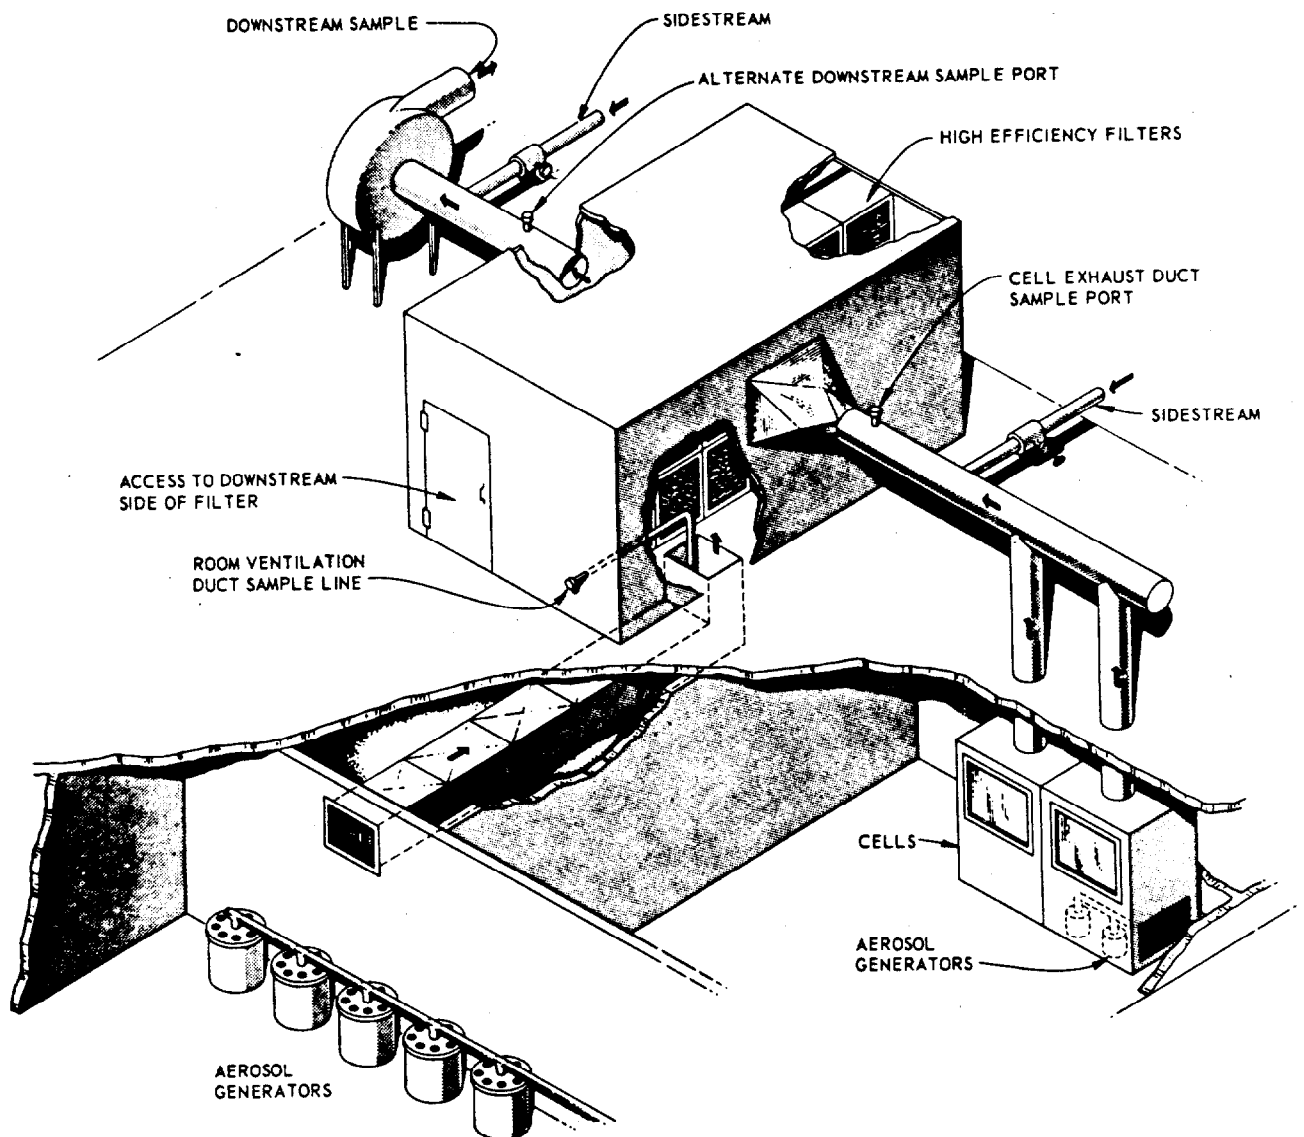 DOWNSTREAM SAMPLE
SIDESTREAM
ALTERNATE DOWNSTREAM SAMPLE PORT
HIGH EFFICIENCY FILTERS
CELL EXHAUST DUCT
SAMPLE PORT
SIDESTREAM
ACCESS TO DOWNSTREAM
SIDE OF FILTER
ROOM VENTILATION
DUCT SAMPLE LINE
CELLS
AEROSOL
GENERATORS
AEROSOL
GENERATORS